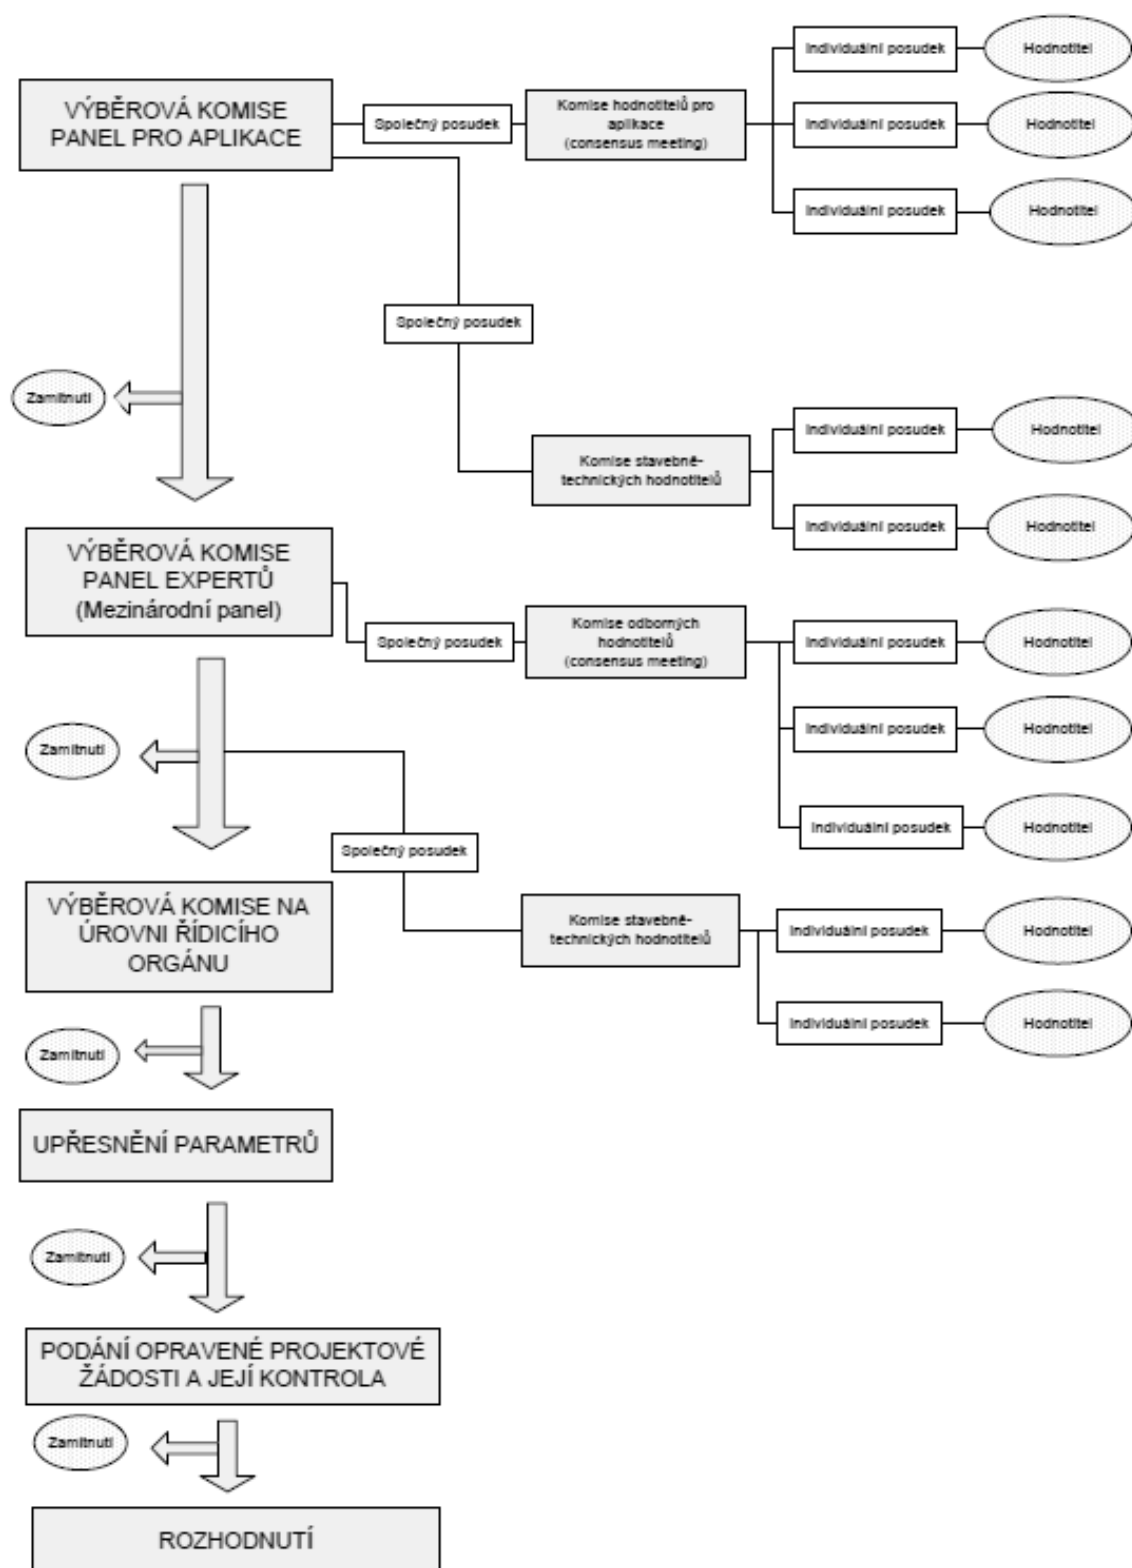 Individuální posudek
Hodnotitel
VÝBĚROVÁ KOMISE
PANEL PRO APLIKACE
Společný posudek
Komise hodnotitelů pro
aplikace
(consensus meeting)
Individuální posudek
Hodnotitel
Individuální posudek
Hodnotitel
Společný posudek
Zamítnutí
Individuální posudek
Hodnotitel
Komise stavebně-
technických hodnotitelů
Individuální posudek
Hodnotitel
VÝBĚROVÁ KOMISE
PANEL EXPERTŮ
(Mezinárodní panel)
Společný posudek
Komise odborných
hodnotitelů
(consensus meeting)
Individuální posudek
Hodnotitel
Individuální posudek
Hodnotitel
Zamítnutí
Individuální posudek
Hodnotitel
Společný posudek
VÝBĚROVÁ KOMISE NA
ÚROVNI ŘÍDICÍHO
ORGÁNU
Komise stavebně-
technických hodnotitelů
Individuální posudek
Hodnotitel
Individuální posudek
Hodnotitel
Zamítnutí
UPŘESNĚNÍ PARAMETRŮ
Zamítnutí
PODÁNÍ OPRAVENÉ PROJEKTOVÉ
ŽÁDOSTI A JEJÍ KONTROLA
Zamítnutí
ROZHODNUTÍ